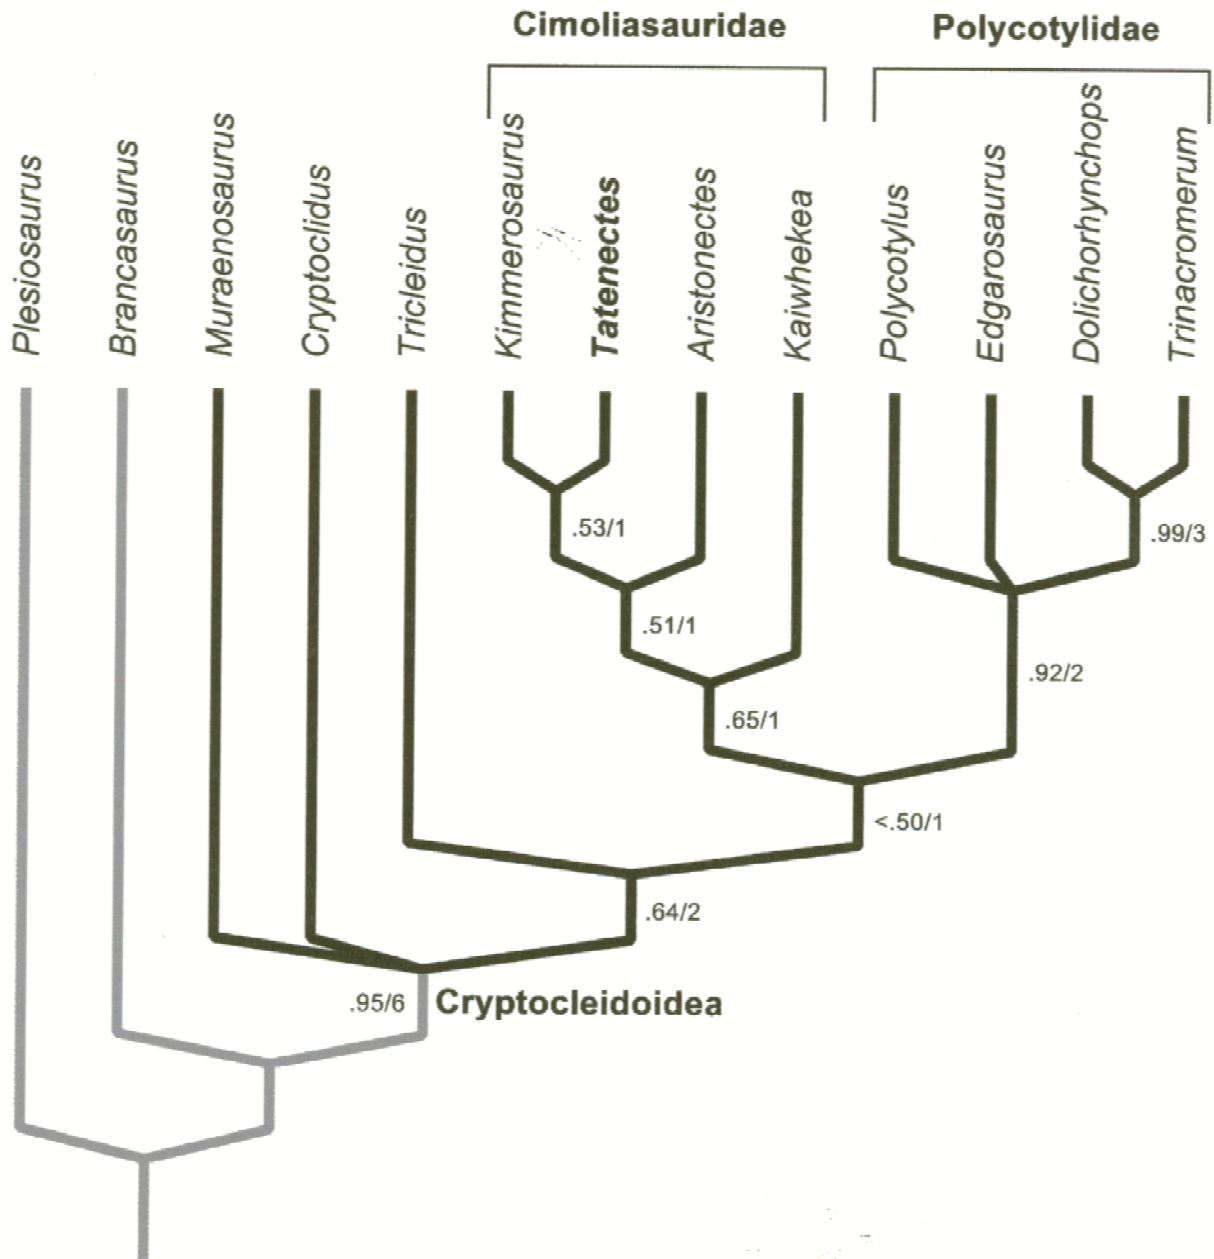 Cimoliasauridae
Polycotylidae
Plesiosaurus
Brancasaurus
Muraenosaurus
Cryptoclidus
Tricleidus
Kimmerosaurus
Tatenectes
Aristonectes
Kaiwhekea
Polycotylus
Edgarosaurus
Dolichorhynchops
Trinacromerum
.53/1
.99/3
.51/1
.92/2
.65/1
<.50/1
.64/2
.95/6
Cryptocleidoidea